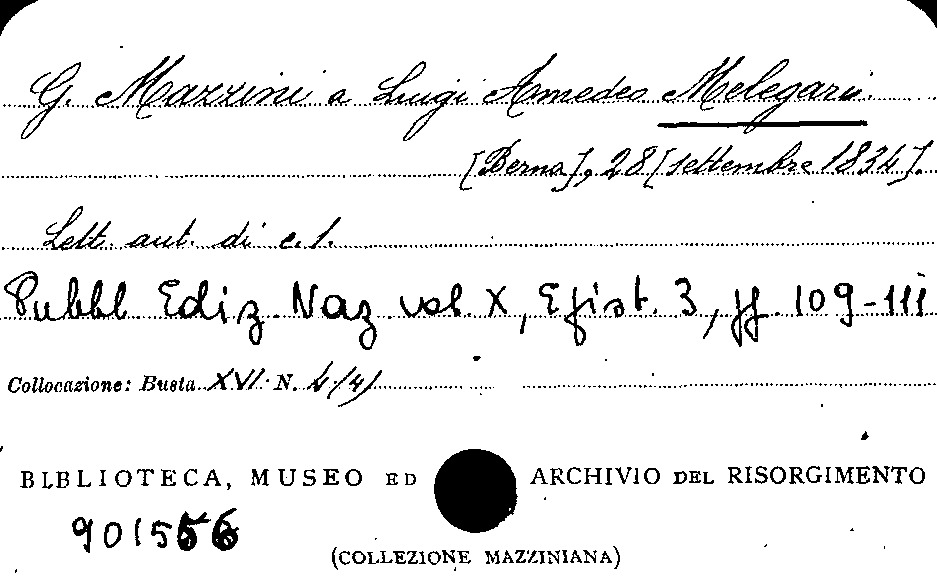 G. Mazzini a Luigi Amedeo Melegari.
[Berna], 28 [settembre 1834].
Lett. aut. di c. 1.
Pubbl Ediz. Naz vol. X, Epist. 3, pp. 109-111
Collocazione: Busta XVI N. 4/4/
BIBLIOTECA, MUSEO ED ARCHIVIO DEL RISORGIMENTO
901556
(COLLEZIONE MAZZINIANA)